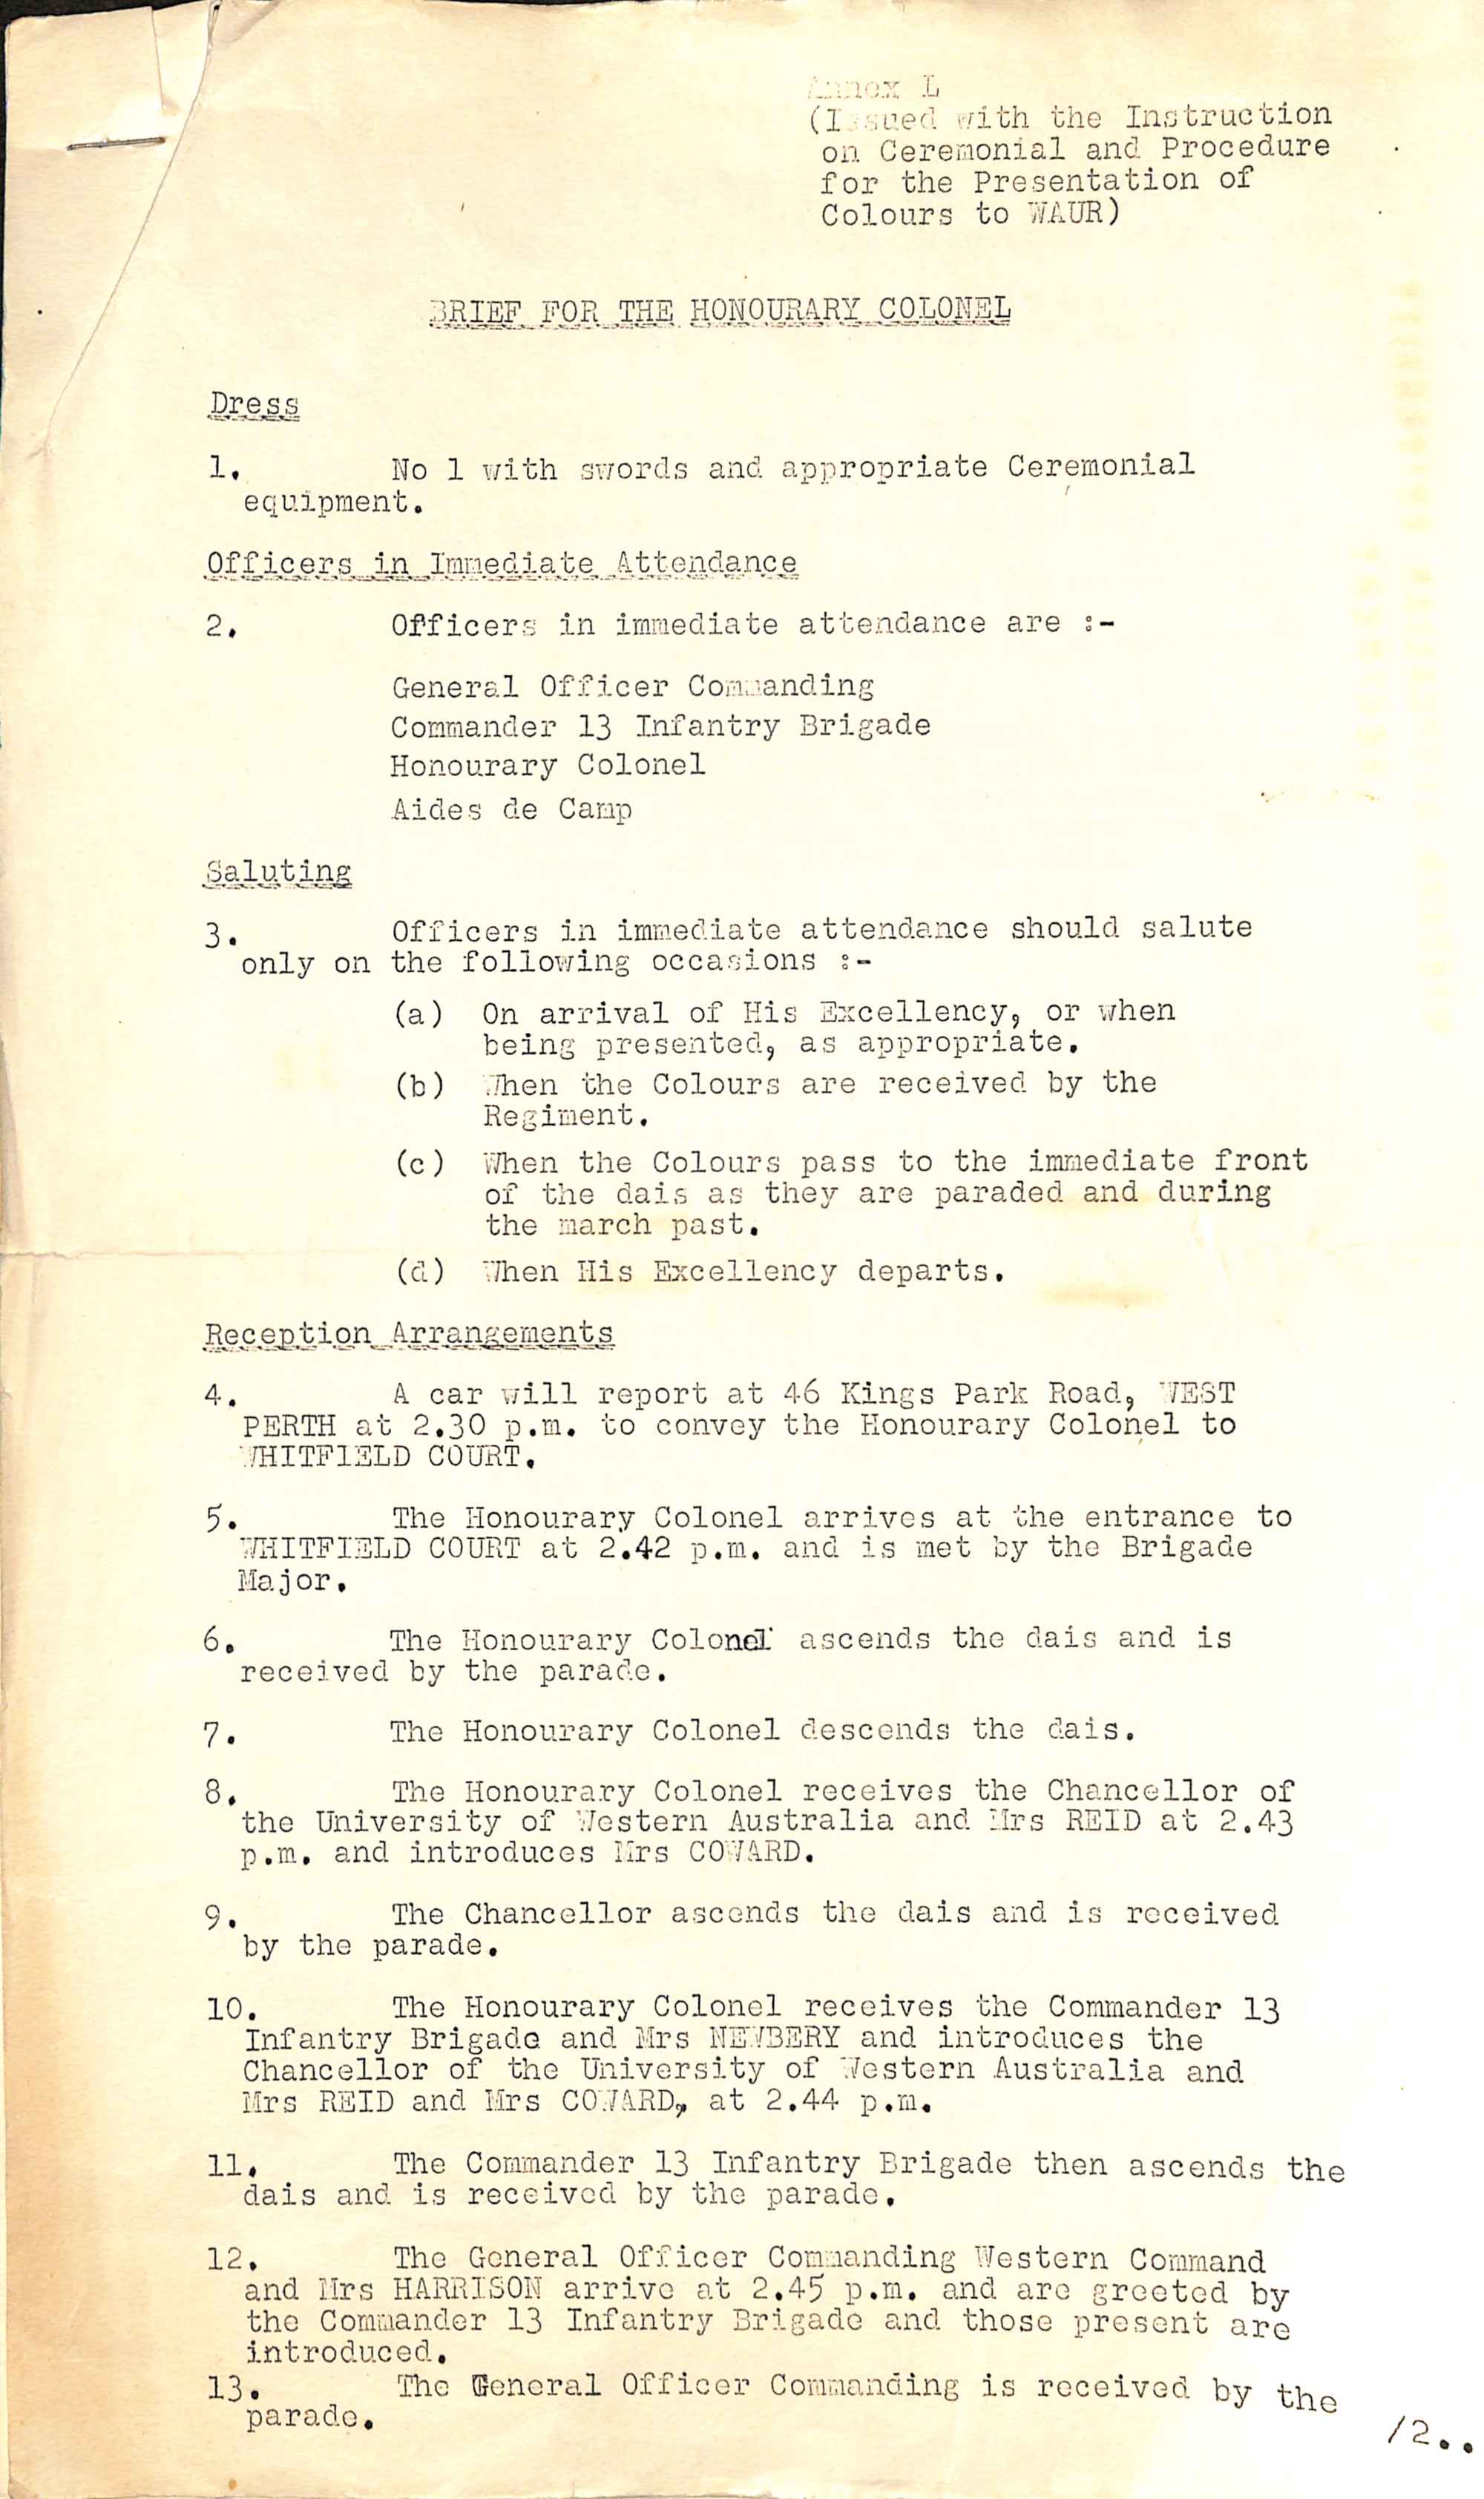 Annex L
(Issued with the Instruction
on Ceremonial and Procedure
for the Presentation of
Colours to WAUR)
BRIEF FOR THE HONOURARY COLONEL
Dress
1. No 1 with swords and appropriate Ceremonial
equipment.
Officers in Immediate Attendance
2. Officers in immediate attendance are :-
General Officer Commanding
Commander 13 Infantry Brigade
Honourary Colonel
Aides de Camp
Saluting
3. Officers in immediate attendance should salute
only on the following occasions :-
(a) On arrival of His Excellency, or when
being presented, as appropriate.
(b) When the Colours are received by the
Regiment.
(c) When the Colours pass to the immediate front
of the dais as they are paraded and during
the march past.
(d) When His Excellency departs.
Reception Arrangements
4. A car will report at 46 Kings Park Road, WEST
PERTH at 2.30 p.m. to convey the Honourary Colonel to
WHITFIELD COURT.
5. The Honourary Colonel arrives at the entrance to
WHITFIELD COURT at 2.42 p.m. and is met by the Brigade
Major.
6. The Honourary Colonel ascends the dais and is
received by the parade.
7. The Honourary Colonel descends the dais.
8. The Honourary Colonel receives the Chancellor of
the University of Western Australia and Mrs REID at 2.43
p.m. and introduces Mrs COWARD.
9. The Chancellor ascends the dais and is received
by the parade.
10. The Honourary Colonel receives the Commander 13
Infantry Brigade and Mrs NEWBERY and introduces the
Chancellor of the University of Western Australia and
Mrs REID and Mrs COWARD, at 2.44 p.m.
11. The Commander 13 Infantry Brigade then ascends the
dais and is received by the parade.
12. The General Officer Commanding Western Command
and Mrs HARRISON arrive at 2.45 p.m. and are greeted by
the Commander 13 Infantry Brigade and those present are
introduced.
13. The General Officer Commanding is received by the
parade.
/2..